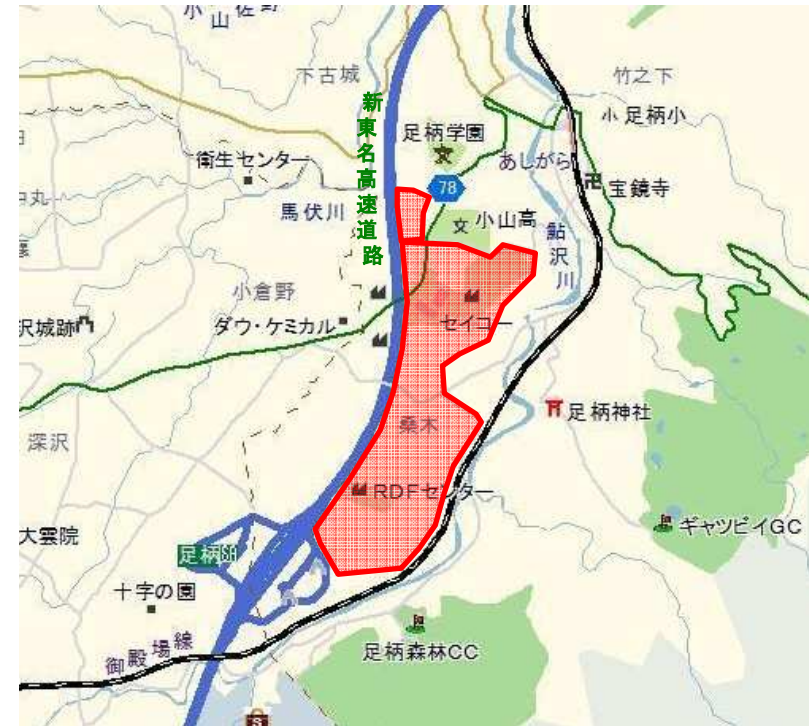 小山
佐野
下古城
竹之下
新東名高速道路
足柄学園
小 足柄小
衛生センター
あしがら
宝鏡寺
78
馬伏川
小山高
鮎沢川
小倉野
沢城跡
ダウ・ケミカル
セイコー
足柄神社
桑木
深沢
RDFセンター
大雲院
足柄SA
ギャツビイGC
十字の園
御殿場線
足柄森林CC